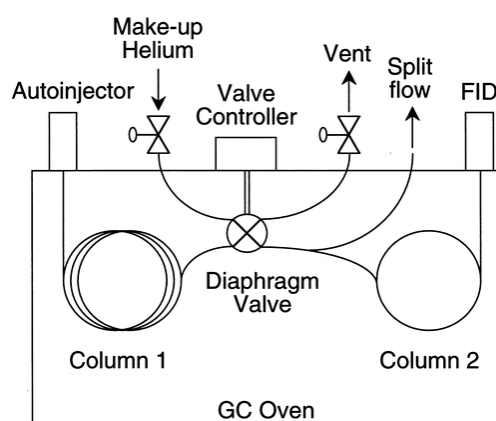 Make-up
Helium
Vent
Split
flow
Autoinjector
Valve
Controller
FID
Diaphragm
Valve
Column 1
Column 2
GC Oven